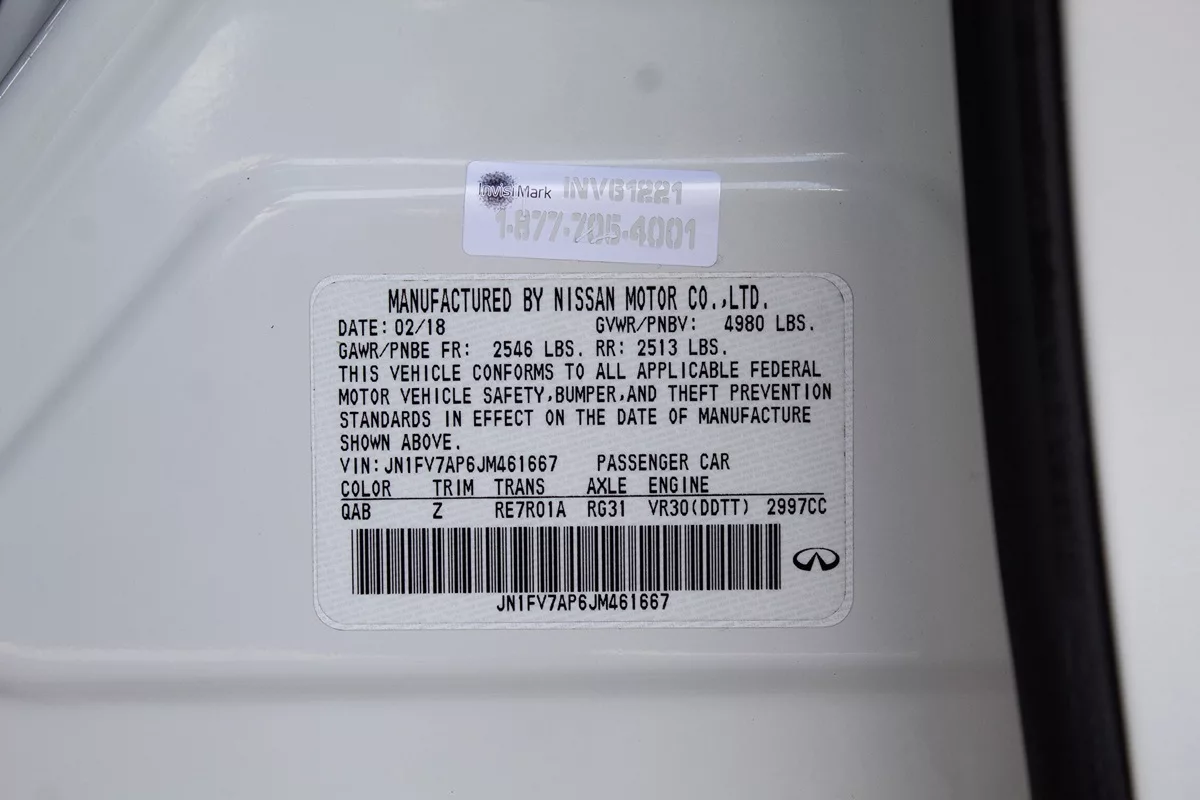 InvisiMark INV61221
1-877-705-4001
MANUFACTURED BY NISSAN MOTOR CO.,LTD.
DATE: 02/18 GVWR/PNBV: 4980 LBS.
GAWR/PNBE FR: 2546 LBS. RR: 2513 LBS.
THIS VEHICLE CONFORMS TO ALL APPLICABLE FEDERAL
MOTOR VEHICLE SAFETY,BUMPER,AND THEFT PREVENTION
STANDARDS IN EFFECT ON THE DATE OF MANUFACTURE
SHOWN ABOVE.
VIN: JN1FV7AP6JM461667 PASSENGER CAR
COLOR TRIM TRANS AXLE ENGINE
QAB Z RE7R01A RG31 VR30(DDTT) 2997CC
JN1FV7AP6JM461667